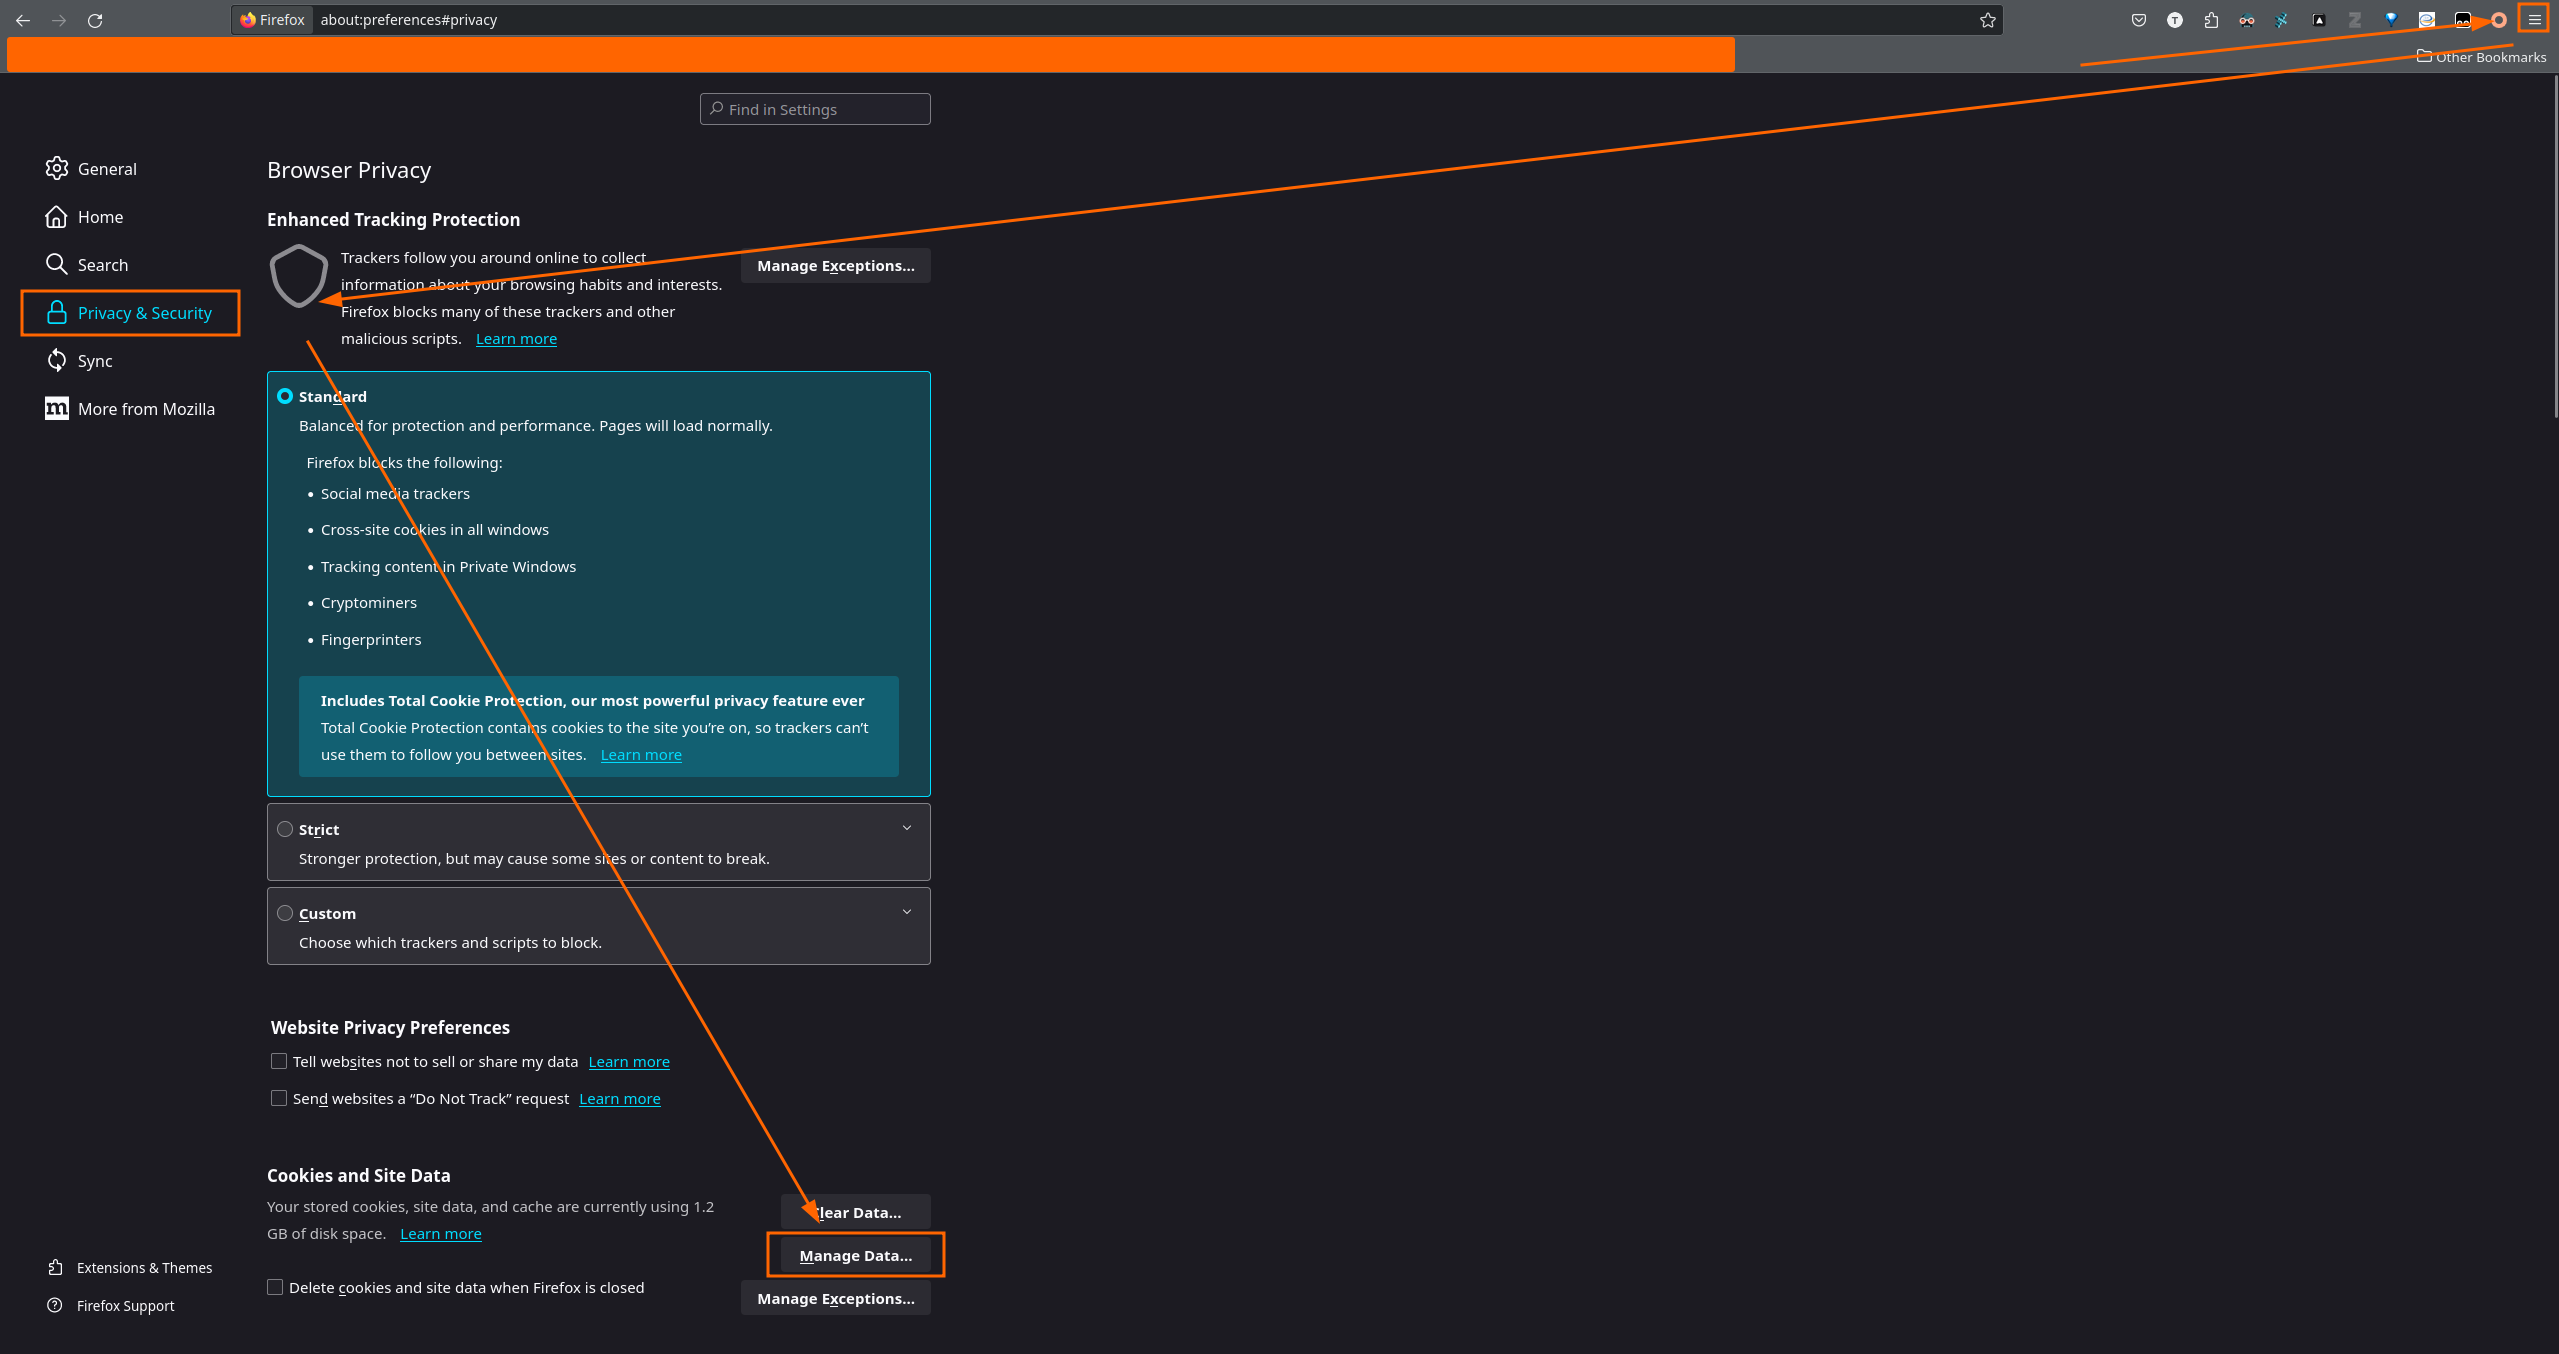 Firefox about:preferences#privacy
Other Bookmarks
Find in Settings
General
Home
Search
Privacy & Security
Sync
More from Mozilla
Extensions & Themes
Firefox Support
Browser Privacy
Enhanced Tracking Protection
Trackers follow you around online to collect
information about your browsing habits and interests.
Firefox blocks many of these trackers and other
malicious scripts. Learn more
Manage Exceptions...
Standard
Balanced for protection and performance. Pages will load normally.
Firefox blocks the following:
• Social media trackers
• Cross-site cookies in all windows
• Tracking content in Private Windows
• Cryptominers
• Fingerprinters
Includes Total Cookie Protection, our most powerful privacy feature ever
Total Cookie Protection contains cookies to the site you’re on, so trackers can’t
use them to follow you between sites. Learn more
Strict
Stronger protection, but may cause some sites or content to break.
Custom
Choose which trackers and scripts to block.
Website Privacy Preferences
Tell websites not to sell or share my data Learn more
Send websites a “Do Not Track” request Learn more
Cookies and Site Data
Your stored cookies, site data, and cache are currently using 1.2
GB of disk space. Learn more
Clear Data...
Manage Data...
Delete cookies and site data when Firefox is closed
Manage Exceptions...